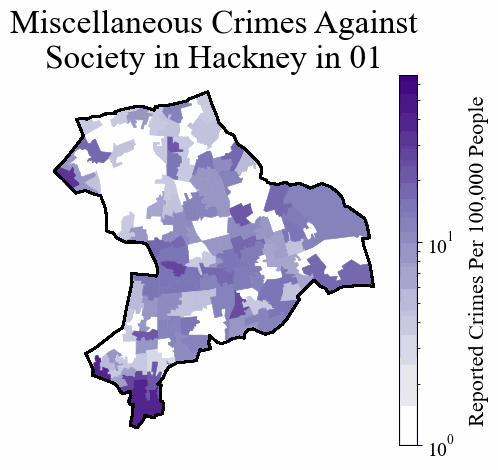 Miscellaneous Crimes Against
Society in Hackney in 01
10^1
10^0
Reported Crimes Per 100,000 People